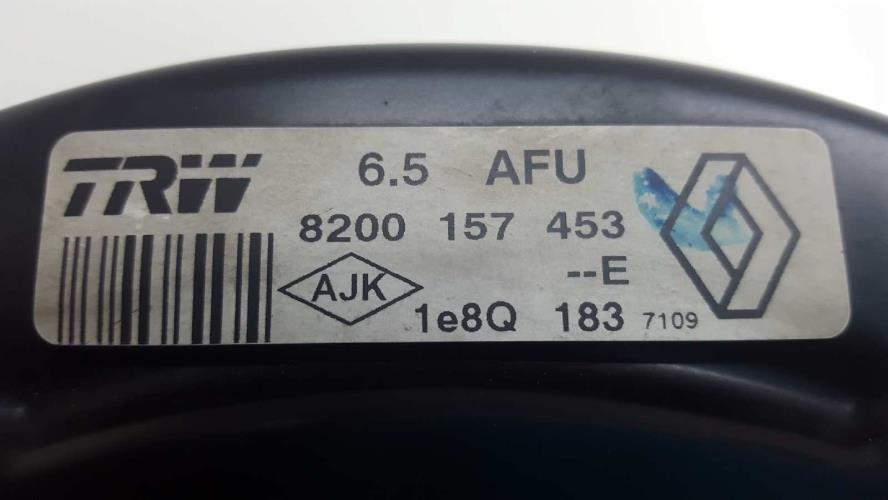 TRW 6.5 AFU
8200 157 453
--E
AJK
1e8Q 183 7109